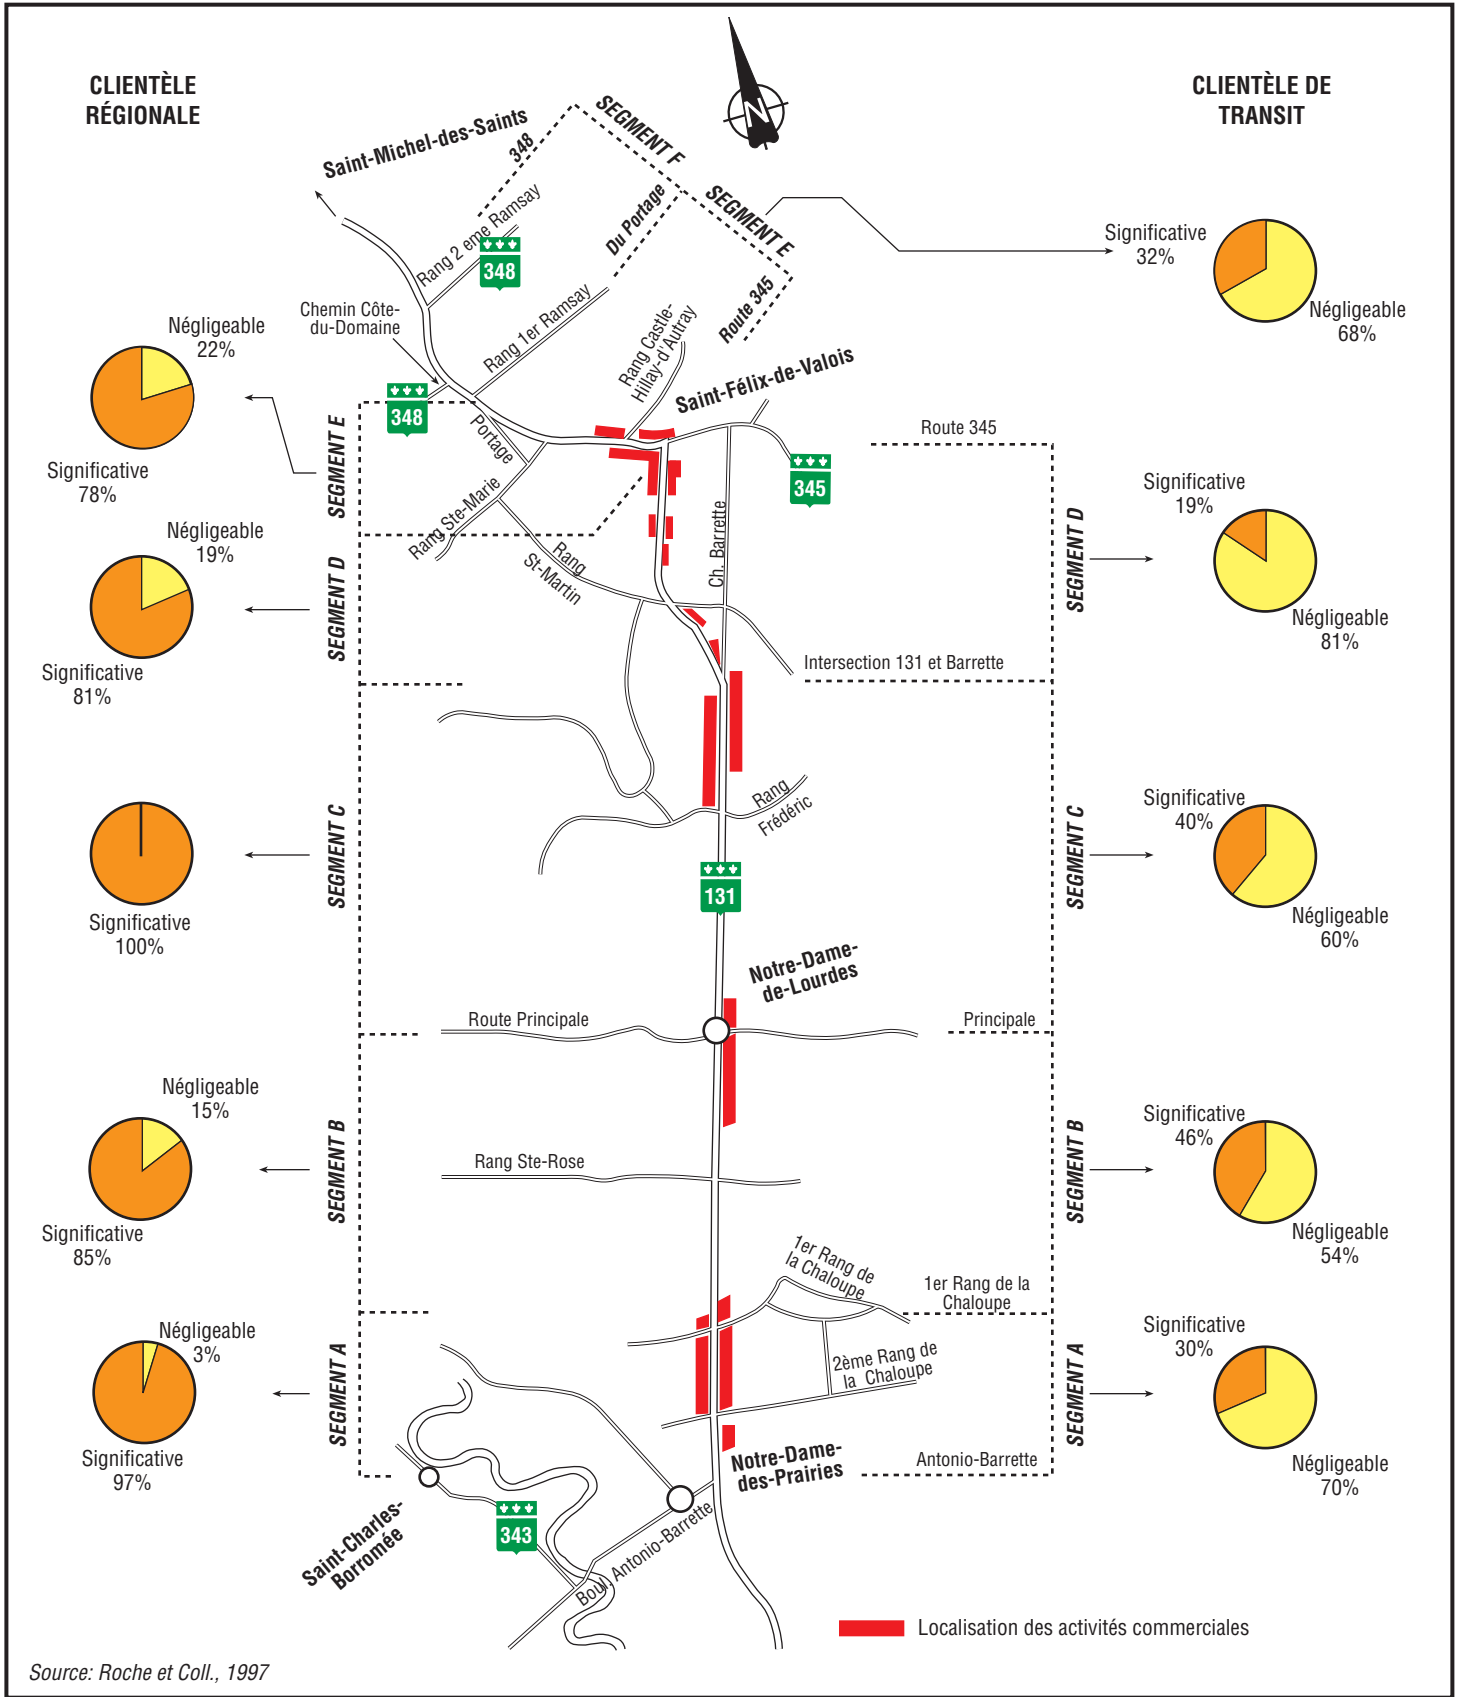 CLIENTÈLE
RÉGIONALE
CLIENTÈLE DE
TRANSIT
N
Saint-Michel-des-Saints
348
SEGMENT F
Du Portage
SEGMENT E
Route 345
Rang 2 eme Ramsay
348
Chemin Côte-
du-Domaine
Rang 1er Ramsay
Rang Castle-
Hillay-d'Autray
Saint-Félix-de-Valois
348
Portage
Rang Ste-Marie
Rang
St-Martin
Ch. Barrette
345
Route 345
Intersection 131 et Barrette
Rang
Frédéric
131
Notre-Dame-
de-Lourdes
Route Principale
Principale
Rang Ste-Rose
1er Rang de
la Chaloupe
1er Rang de la
Chaloupe
2ème Rang de
la Chaloupe
Notre-Dame-
des-Prairies
Antonio-Barrette
Saint-Charles-
Borromée
343
Boul. Antonio-Barrette
Négligeable
22%
Significative
78%
SEGMENT E
Négligeable
19%
Significative
81%
SEGMENT D
Significative
100%
SEGMENT C
Négligeable
15%
Significative
85%
SEGMENT B
Négligeable
3%
Significative
97%
SEGMENT A
Significative
32%
Négligeable
68%
Significative
19%
Négligeable
81%
SEGMENT D
Significative
40%
Négligeable
60%
SEGMENT C
Significative
46%
Négligeable
54%
SEGMENT B
Significative
30%
Négligeable
70%
SEGMENT A
Localisation des activités commerciales
Source: Roche et Coll., 1997